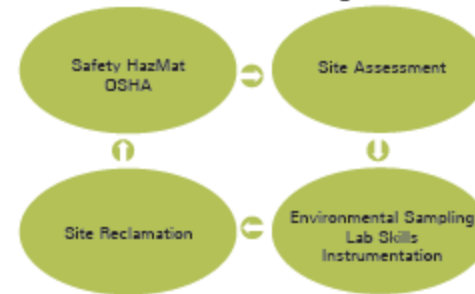 Safety HazMat
OSHA
Site Assessment
Site Reclamation
Environmental Sampling
Lab Skills
Instrumentation